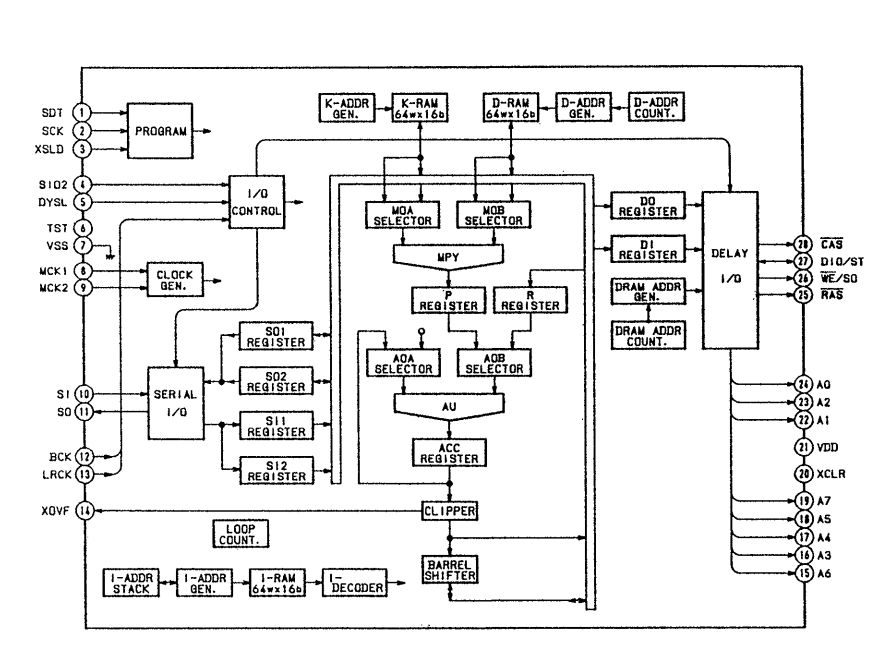 K-ADDR GEN.
K-RAM 64wx16b
D-RAM 64wx16b
D-ADDR GEN.
D-ADDR COUNT.
SDT 1
SCK 2
XSLD 3
PROGRAM
SIO2 4
DYSL 5
I/O CONTROL
TST 6
VSS 7
MCK1 8
MCK2 9
CLOCK GEN.
MOA SELECTOR
MOB SELECTOR
MPY
P REGISTER
R REGISTER
DO REGISTER
DI REGISTER
DRAM ADDR GEN.
DRAM ADDR COUNT.
DELAY I/O
28 CAS
27 DIO/ST
26 WE/SO
25 RAS
SO1 REGISTER
SO2 REGISTER
SI1 REGISTER
SI2 REGISTER
AOA SELECTOR
AOB SELECTOR
AU
ACC REGISTER
SI 10
SO 11
SERIAL I/O
BCK 12
LRCK 13
XOVF 14
24 A0
23 A2
22 A1
21 VDD
20 XCLR
19 A7
18 A5
17 A4
16 A3
15 A6
CLIPPER
LOOP COUNT.
BARREL SHIFTER
I-ADDR STACK
I-ADDR GEN.
I-RAM 64wx16b
I-DECODER